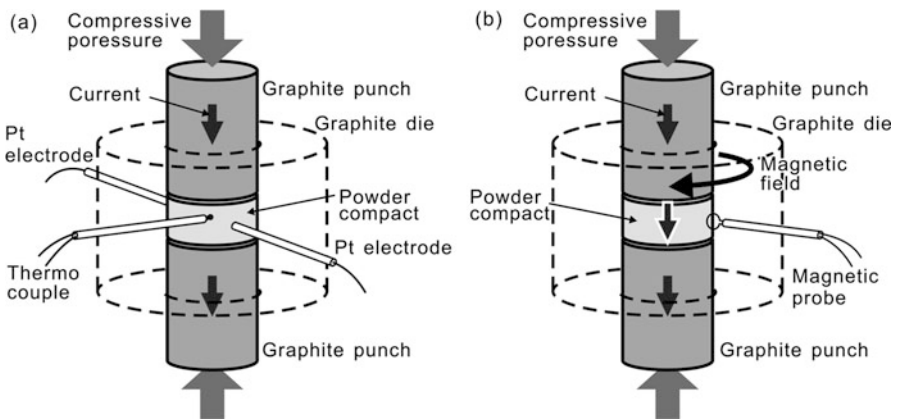 (a)
Compressive
poressure
Graphite punch
Current
Graphite die
Pt
electrode
Powder
compact
Pt electrode
Thermo
couple
Graphite punch
(b)
Compressive
poressure
Graphite punch
Current
Graphite die
Magnetic
field
Powder
compact
Magnetic
probe
Graphite punch